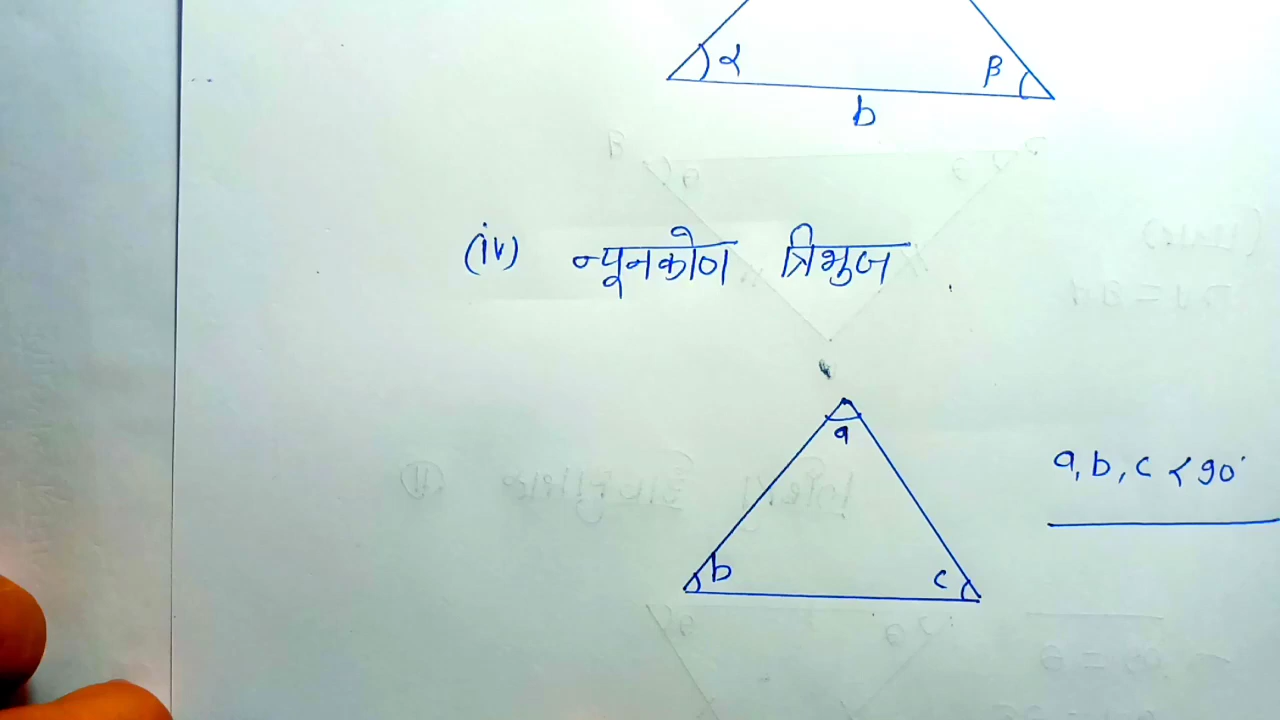 α β
b
(iv) न्यूनकोण त्रिभुज
a
a, b, c < 90°
b c